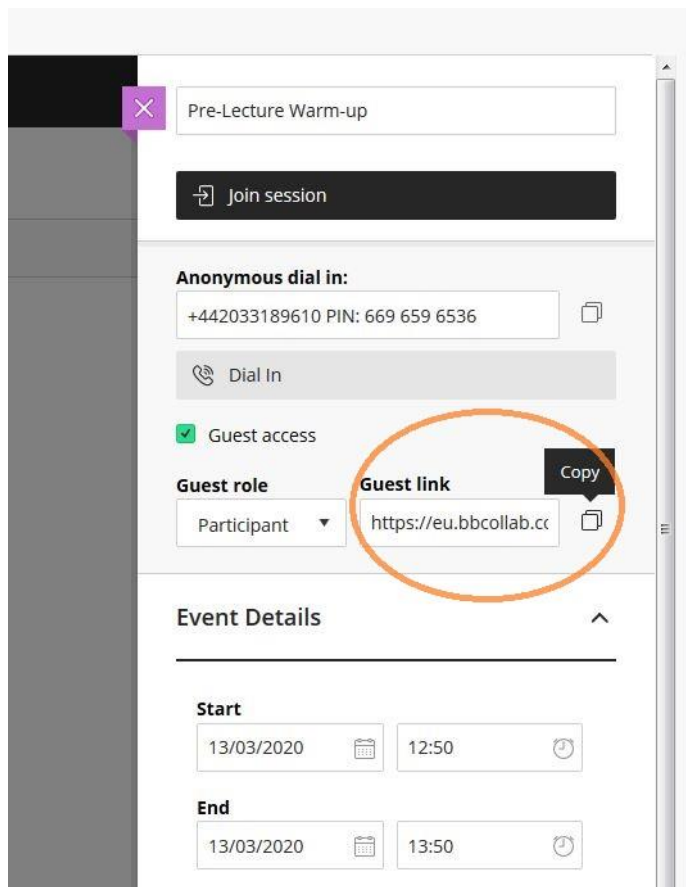 Pre-Lecture Warm-up
Join session
Anonymous dial in:
+442033189610 PIN: 669 659 6536
Dial In
Guest access
Copy
Guest role Guest link
Participant https://eu.bbcollab.cc
Event Details
Start
13/03/2020 12:50
End
13/03/2020 13:50